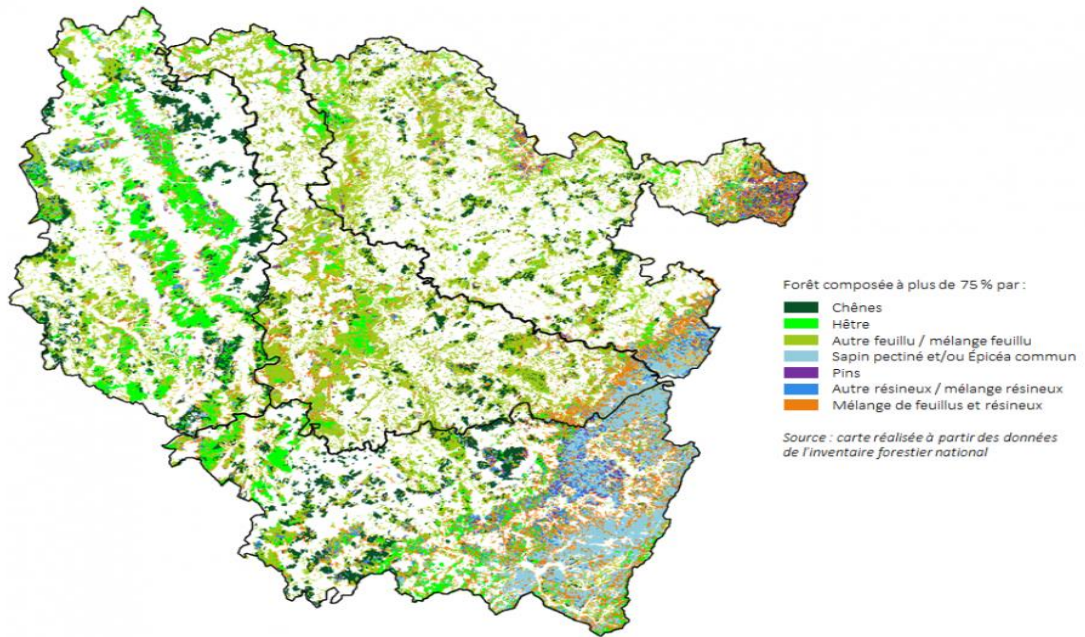 Forêt composée à plus de 75 % par :
Chênes
Hêtre
Autre feuillu / mélange feuillu
Sapin pectiné et/ou Épicéa commun
Pins
Autre résineux / mélange résineux
Mélange de feuillus et résineux
Source : carte réalisée à partir des données
de l'inventaire forestier national